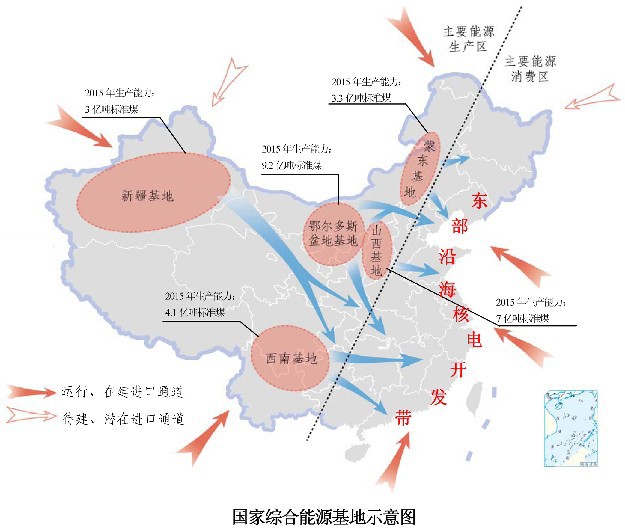 主要能源
生产区
主要能源
消费区
2015年生产能力:
3亿吨标准煤
2015年生产能力:
3.3亿吨标准煤
2015年生产能力:
9.2亿吨标准煤
蒙东基地
新疆基地
鄂尔多斯
盆地基地
山西基地
东部沿海核电开发带
2015年生产能力:
4.1亿吨标准煤
2015年生产能力:
7亿吨标准煤
西南基地
运行、在建进口通道
待建、潜在进口通道
国家综合能源基地示意图